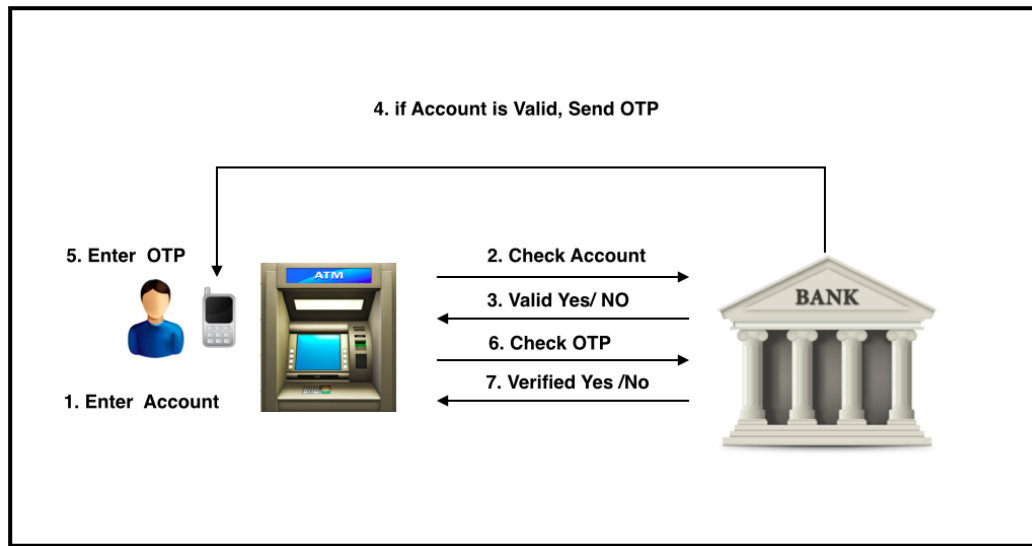 4. if Account is Valid, Send OTP
5. Enter OTP
2. Check Account
ATM
3. Valid Yes/ NO
BANK
6. Check OTP
7. Verified Yes /No
1. Enter Account